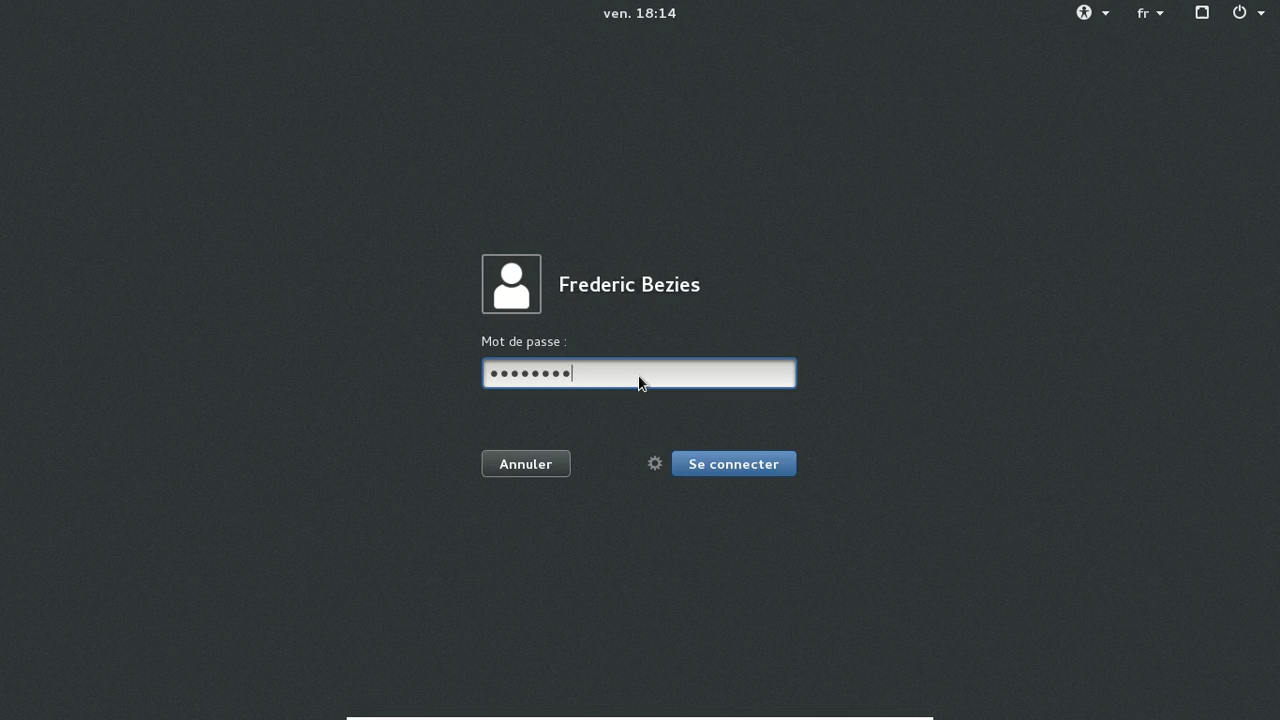 ven. 18:14
fr
Frederic Bezies
Mot de passe :
••••••••
Annuler
Se connecter